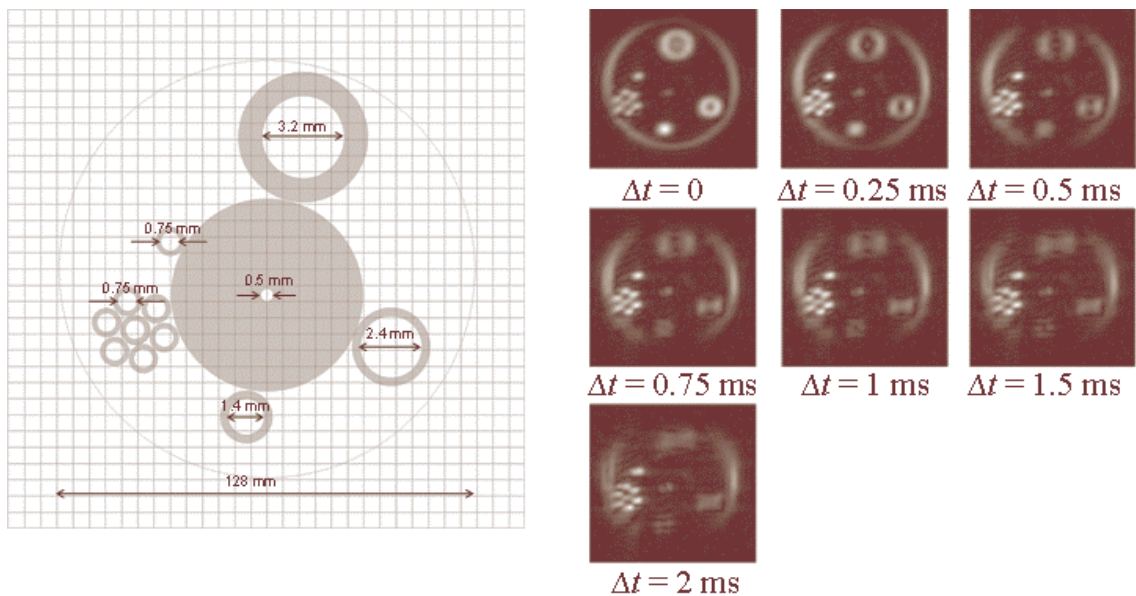 3.2 mm
0.75 mm
0.75 mm
0.5 mm
2.4 mm
1.4 mm
128 mm
Δt = 0
Δt = 0.25 ms
Δt = 0.5 ms
Δt = 0.75 ms
Δt = 1 ms
Δt = 1.5 ms
Δt = 2 ms